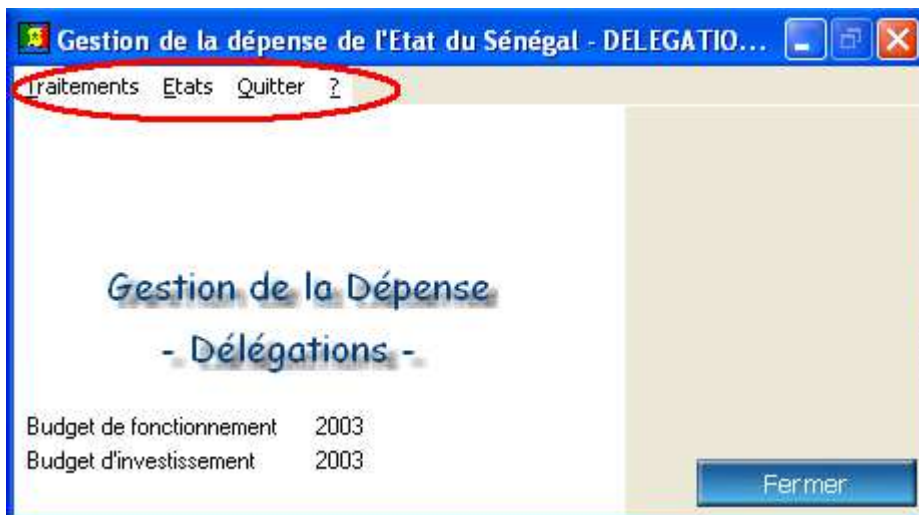 Gestion de la dépense de l'Etat du Sénégal - DELEGATIO...
Traitements Etats Quitter ?
Gestion de la Dépense
- Délégations -
Budget de fonctionnement 2003
Budget d'investissement 2003
Fermer